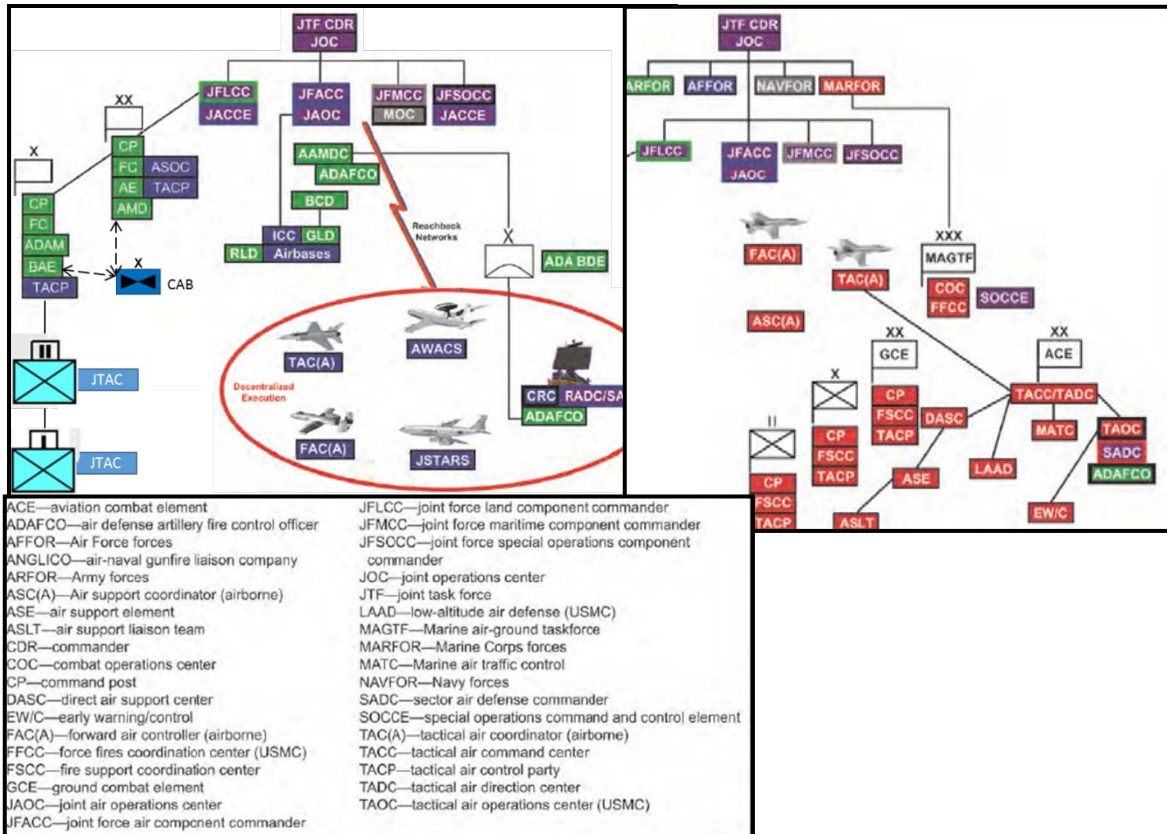 JTF CDR
JOC
JFLCC
JACCE
JFACC
JAOC
JFMCC
MOC
JFSOCC
JACCE
XX
CP
FC
ASOC
AE
TACP
AMD
X
CP
FC
ADAM
BAE
TACP
X
CAB
AAMDC
ADAFCO
BCD
ICC
GLD
RLD
Airbases
Reachback
Networks
X
ADA BDE
II
JTAC
I
JTAC
TAC(A)
AWACS
Decentralized
Execution
FAC(A)
JSTARS
CRC
RADC/SA
ADAFCO
JTF CDR
JOC
ARFOR
AFFOR
NAVFOR
MARFOR
JFLCC
JFACC
JAOC
JFMCC
JFSOCC
FAC(A)
TAC(A)
ASC(A)
XXX
MAGTF
COC
FFCC
SOCCE
XX
GCE
XX
ACE
X
CP
FSCC
TACP
DASC
TACC/TADC
MATC
TAOC
SADC
ADAFCO
CP
FSCC
TACP
ASE
LAAD
II
CP
FSCC
TACP
ASLT
EW/C
ACE—aviation combat element
ADAFCO—air defense artillery fire control officer
AFFOR—Air Force forces
ANGLICO—air-naval gunfire liaison company
ARFOR—Army forces
ASC(A)—Air support coordinator (airborne)
ASE—air support element
ASLT—air support liaison team
CDR—commander
COC—combat operations center
CP—command post
DASC—direct air support center
EW/C—early warning/control
FAC(A)—forward air controller (airborne)
FFCC—force fires coordination center (USMC)
FSCC—fire support coordination center
GCE—ground combat element
JAOC—joint air operations center
JFACC—joint force air component commander
JFLCC—joint force land component commander
JFMCC—joint force maritime component commander
JFSOCC—joint force special operations component
commander
JOC—joint operations center
JTF—joint task force
LAAD—low-altitude air defense (USMC)
MAGTF—Marine air-ground taskforce
MARFOR—Marine Corps forces
MATC—Marine air traffic control
NAVFOR—Navy forces
SADC—sector air defense commander
SOCCE—special operations command and control element
TAC(A)—tactical air coordinator (airborne)
TACC—tactical air command center
TACP—tactical air control party
TADC—tactical air direction center
TAOC—tactical air operations center (USMC)